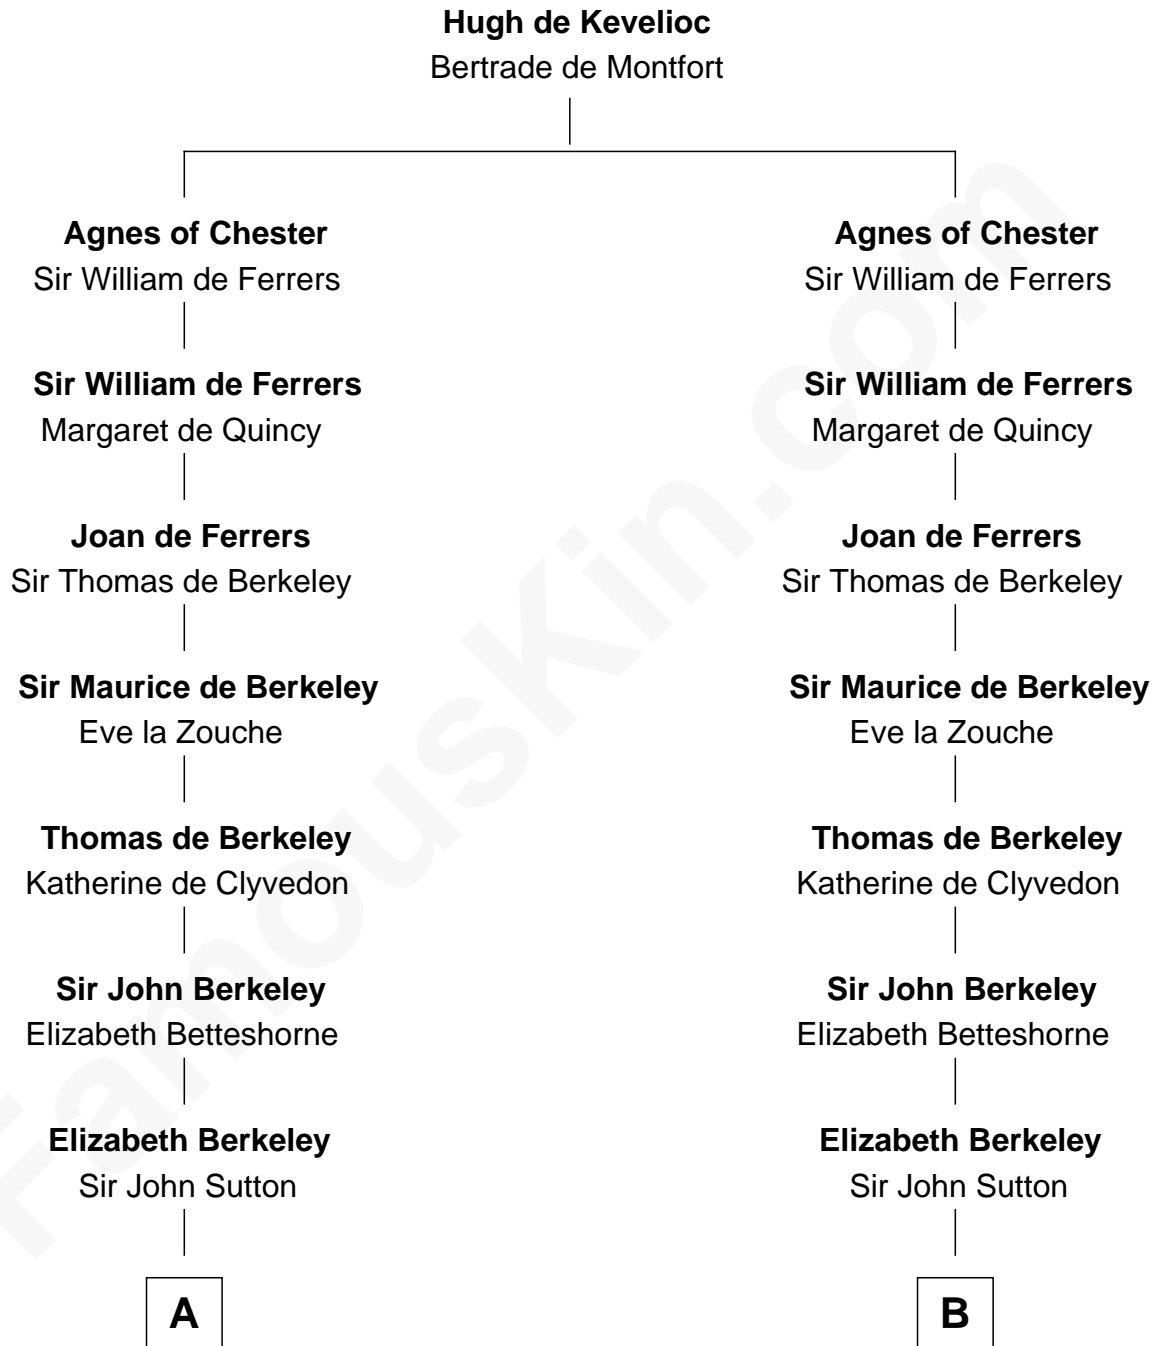 Hugh de Kevelioc
Bertrade de Montfort
Agnes of Chester
Sir William de Ferrers
Sir William de Ferrers
Margaret de Quincy
Joan de Ferrers
Sir Thomas de Berkeley
Sir Maurice de Berkeley
Eve la Zouche
Thomas de Berkeley
Katherine de Clyvedon
Sir John Berkeley
Elizabeth Betteshorne
Elizabeth Berkeley
Sir John Sutton
A
Agnes of Chester
Sir William de Ferrers
Sir William de Ferrers
Margaret de Quincy
Joan de Ferrers
Sir Thomas de Berkeley
Sir Maurice de Berkeley
Eve la Zouche
Thomas de Berkeley
Katherine de Clyvedon
Sir John Berkeley
Elizabeth Betteshorne
Elizabeth Berkeley
Sir John Sutton
B
FamousKin.com